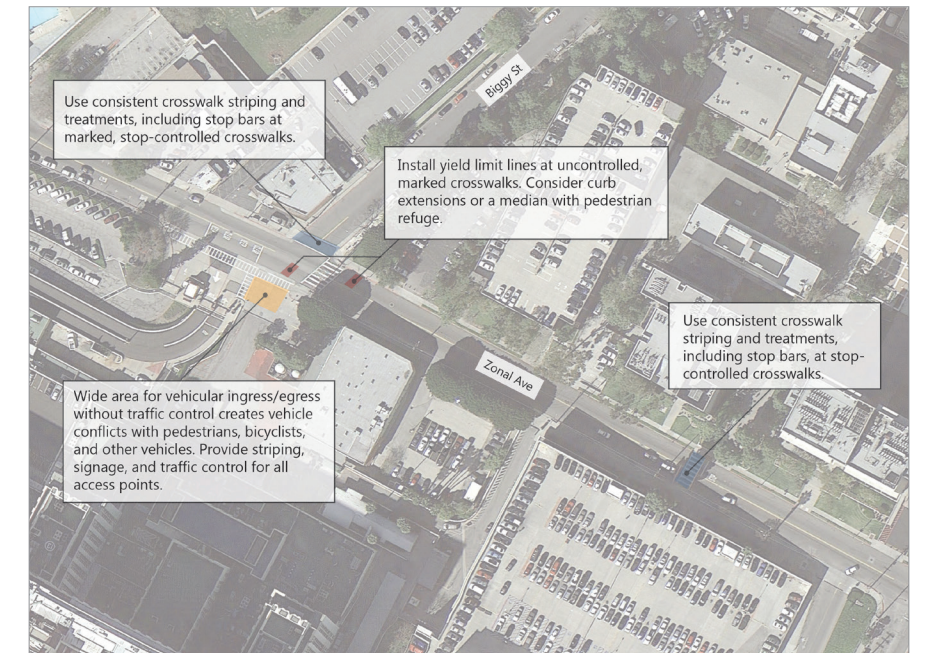 Biggy St
Use consistent crosswalk striping and
treatments, including stop bars at
marked, stop-controlled crosswalks.
Install yield limit lines at uncontrolled,
marked crosswalks. Consider curb
extensions or a median with pedestrian
refuge.
Use consistent crosswalk
striping and treatments,
including stop bars, at stop-
controlled crosswalks.
Zonal Ave
Wide area for vehicular ingress/egress
without traffic control creates vehicle
conflicts with pedestrians, bicyclists,
and other vehicles. Provide striping,
signage, and traffic control for all
access points.